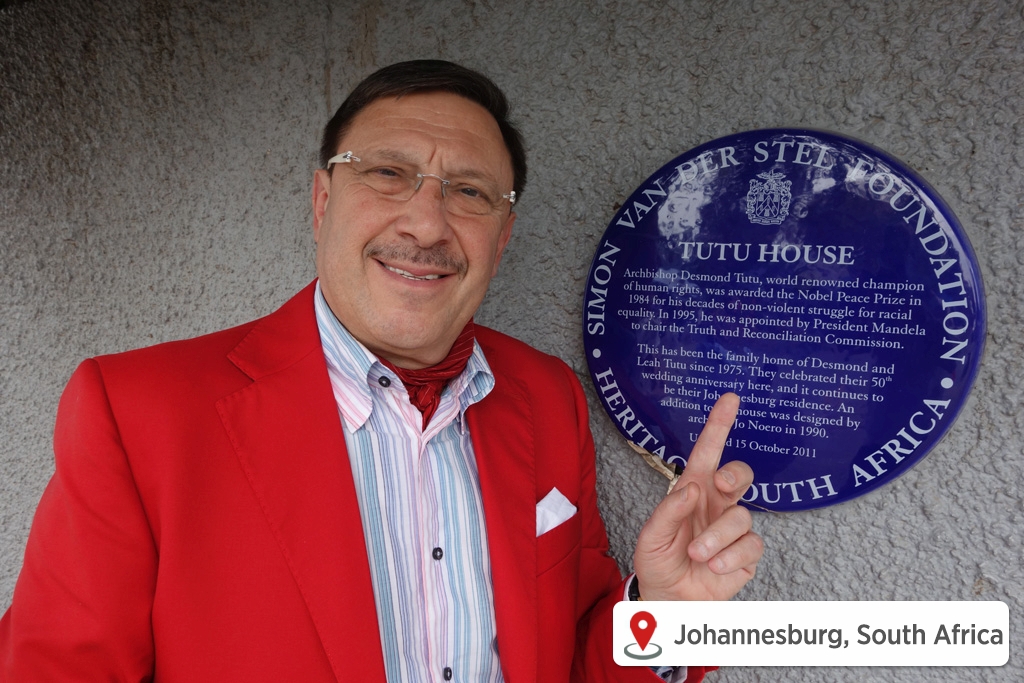 SIMON VAN DER STEL FOUNDATION
TUTU HOUSE
Archbishop Desmond Tutu, world renowned champion
of human rights, was awarded the Nobel Peace Prize in
1984 for his decades of non-violent struggle for racial
equality. In 1995, he was appointed by President Mandela
to chair the Truth and Reconciliation Commission.
This has been the family home of Desmond and
Leah Tutu since 1975. They celebrated their 50th
wedding anniversary here, and it continues to
be their Johannesburg residence. An
addition to house was designed by
Jo Noero in 1990.
15 October 2011
• HERITAGE SOUTH AFRICA •
Johannesburg, South Africa